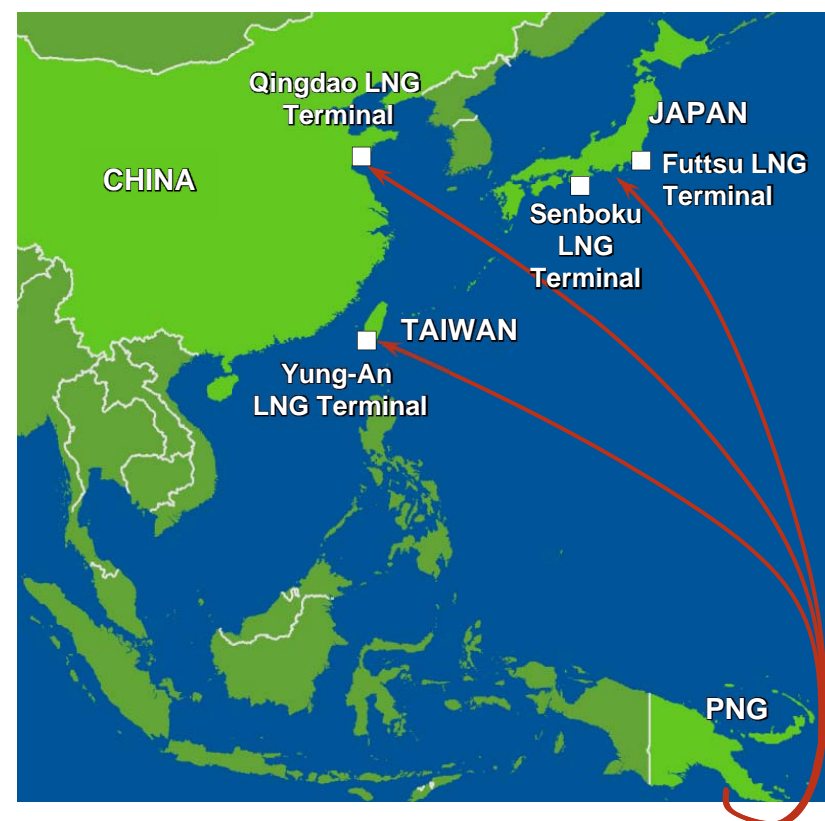 Qingdao LNG
Terminal
JAPAN
CHINA
Futtsu LNG
Terminal
Senboku
LNG
Terminal
TAIWAN
Yung-An
LNG Terminal
PNG